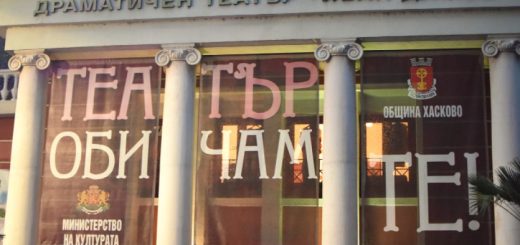 ДРАМАТИЧЕН ТЕАТЪР
ТЕАТЪР
ОБИЧАМ
ТЕ!
ОБЩИНА ХАСКОВО
МИНИСТЕРСТВО
НА КУЛТУРАТА